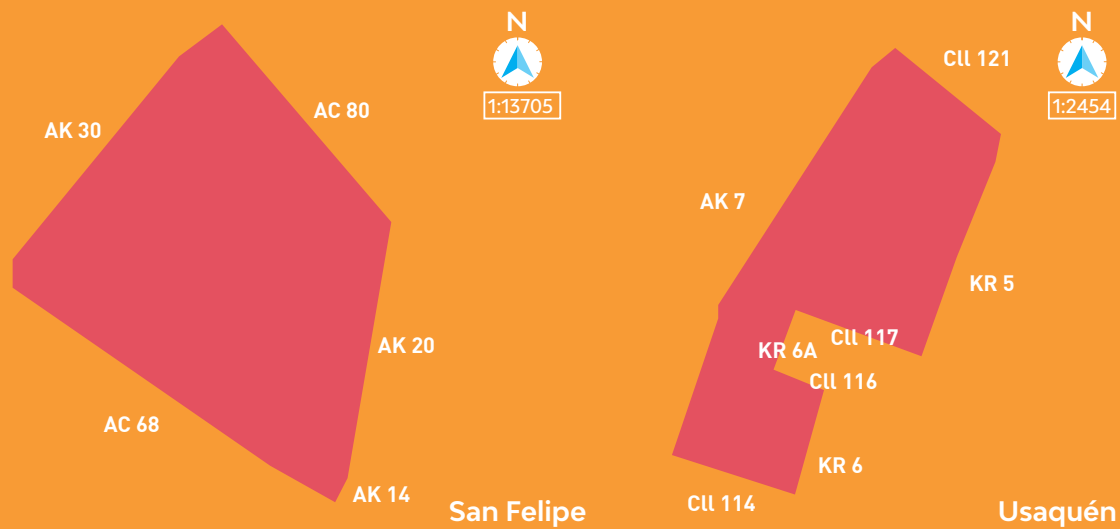 N
1:13705
AK 30
AC 80
AK 20
AC 68
AK 14
San Felipe
N
1:2454
Cll 121
AK 7
KR 5
Cll 117
KR 6A
Cll 116
KR 6
Cll 114
Usaquén